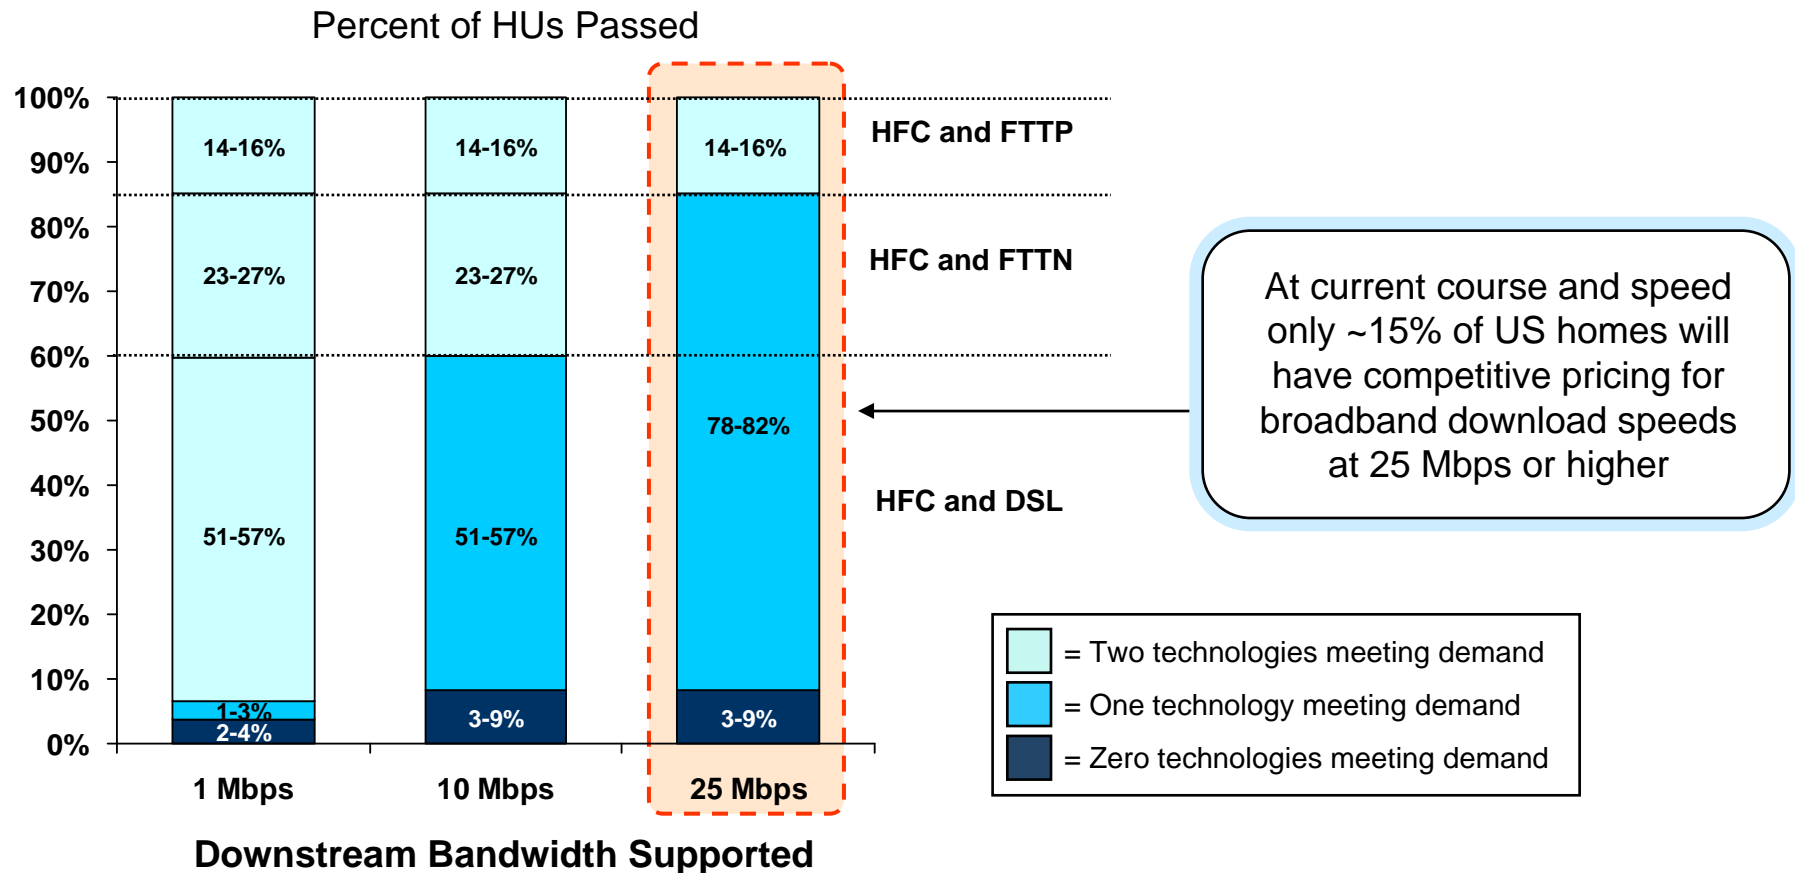 Percent of HUs Passed
100%
90%
80%
70%
60%
50%
40%
30%
20%
10%
0%
14-16%
14-16%
14-16%
23-27%
23-27%
51-57%
51-57%
78-82%
1-3%
2-4%
3-9%
3-9%
HFC and FTTP
HFC and FTTN
HFC and DSL
At current course and speed
only ~15% of US homes will
have competitive pricing for
broadband download speeds
at 25 Mbps or higher
= Two technologies meeting demand
= One technology meeting demand
= Zero technologies meeting demand
1 Mbps
10 Mbps
25 Mbps
Downstream Bandwidth Supported